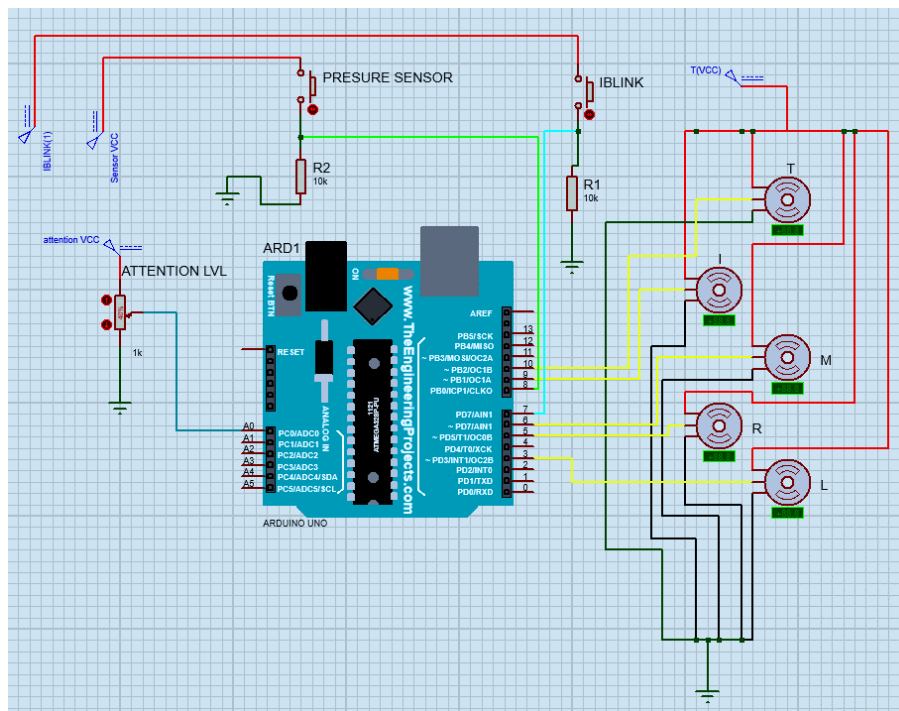 PRESURE SENSOR
IBLINK
T(VCC)
IBLINK(1)
Sensor VCC
R2
10k
R1
10k
T
attention VCC
ATTENTION LVL
40%
1k
ARD1
ON
Reset BTN
www.TheEngineeringProjects.com
I
M
R
L
AREF
13
PB5/SCK
12
PB4/MISO
11
~ PB3/MOSI/OC2A
10
~ PB2/OC1B
9
~ PB1/OC1A
8
PB0/ICP1/CLKO
RESET
1121
ATMEGA328P-PU
ANALOG IN
7
PD7/AIN1
6
~ PD7/AIN1
5
~ PD5/T1/OC0B
4
PD4/T0/XCK
3
~ PD3/INT1/OC2B
2
PD2/INT0
1
PD1/TXD
0
PD0/RXD
A0
PC0/ADC0
A1
PC1/ADC1
A2
PC2/ADC2
A3
PC3/ADC3
A4
PC4/ADC4/SDA
A5
PC5/ADC5/SCL
ARDUINO UNO